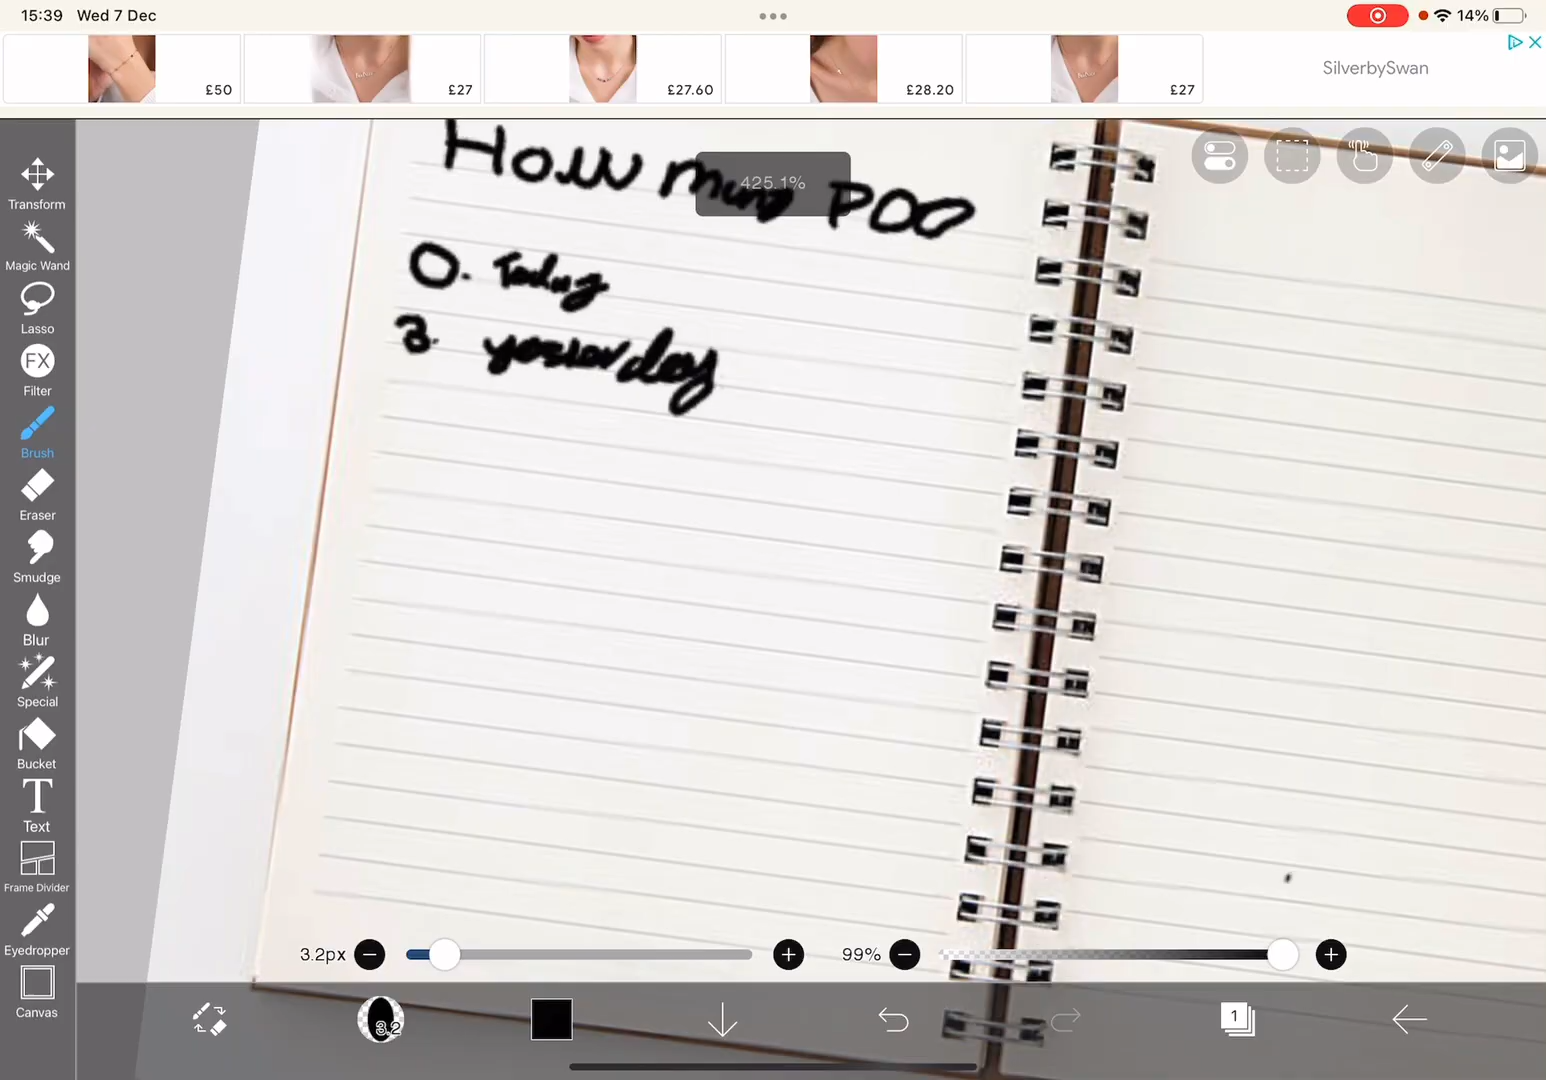 15:39 Wed 7 Dec
14%
£50
£27
£27.60
£28.20
£27
SilverbySwan
How many POO
425.1%
0. Today
3. yesterday
Transform
Magic Wand
Lasso
FX
Filter
Brush
Eraser
Smudge
Blur
Special
Bucket
T
Text
Frame Divider
Eyedropper
Canvas
3.2px
99%
3.2
1